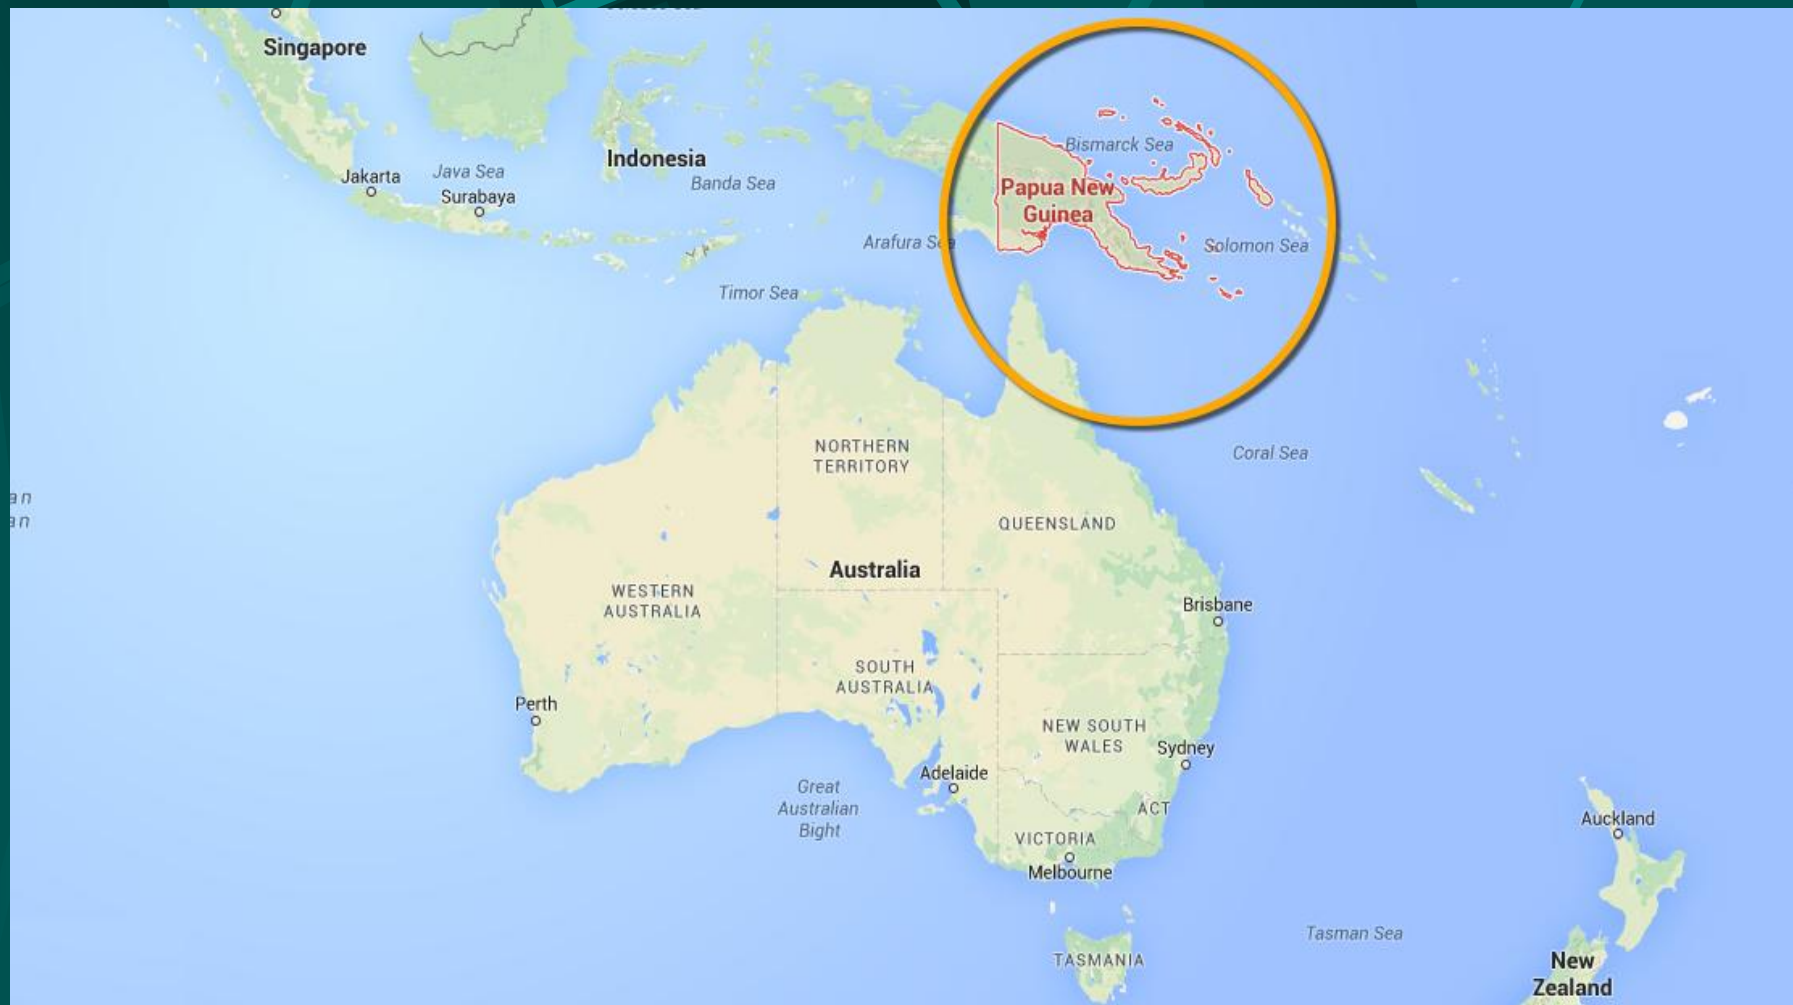 Singapore
Indonesia
Jakarta
Java Sea
Surabaya
Banda Sea
Bismarck Sea
Papua New
Guinea
Arafura Sea
Solomon Sea
Timor Sea
NORTHERN
TERRITORY
Coral Sea
QUEENSLAND
Australia
WESTERN
AUSTRALIA
Brisbane
SOUTH
AUSTRALIA
Perth
NEW SOUTH
WALES
Sydney
Adelaide
Great
Australian
Bight
ACT
VICTORIA
Melbourne
Auckland
Tasman Sea
TASMANIA
New
Zealand